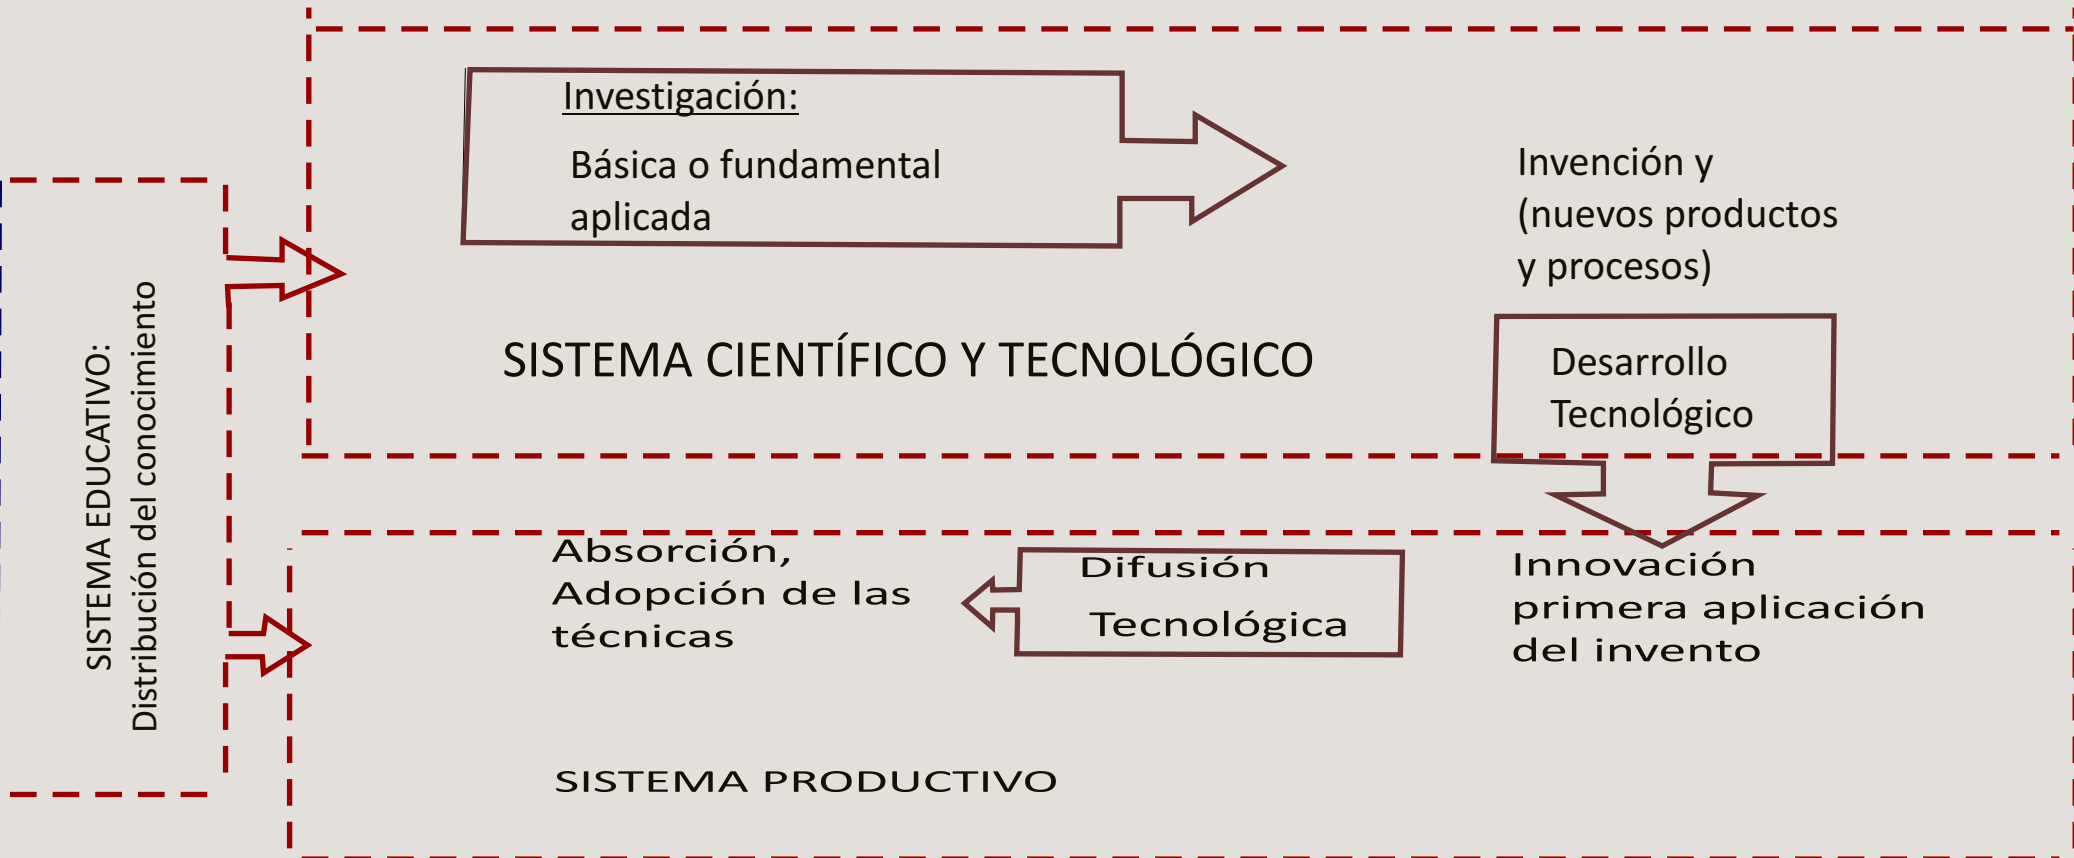 SISTEMA EDUCATIVO:
Distribución del conocimiento
Investigación:
Básica o fundamental
aplicada
Invención y
(nuevos productos
y procesos)
SISTEMA CIENTÍFICO Y TECNOLÓGICO
Desarrollo
Tecnológico
Absorción,
Adopción de las
técnicas
Difusión
Tecnológica
Innovación
primera aplicación
del invento
SISTEMA PRODUCTIVO